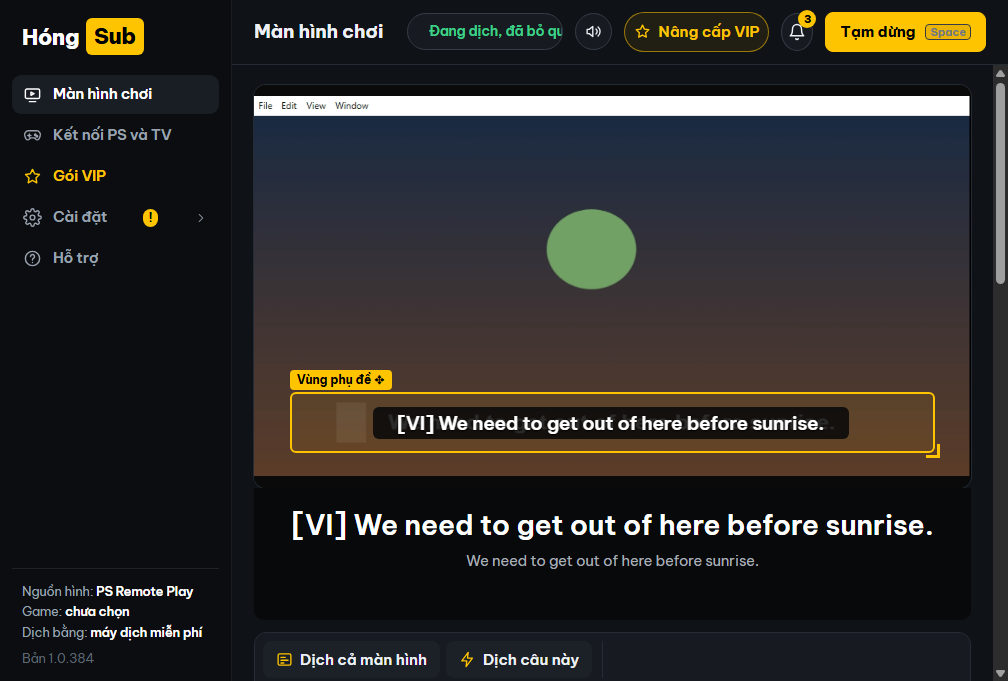 Hóng Sub
Màn hình chơi
Kết nối PS và TV
Gói VIP
Cài đặt !
Hỗ trợ
Nguồn hình: PS Remote Play
Game: chưa chọn
Dịch bằng: máy dịch miễn phí
Bản 1.0.384
Màn hình chơi
Đang dịch, đã bỏ qu
Nâng cấp VIP
3
Tạm dừng Space
File Edit View Window
Vùng phụ đề
[VI] We need to get out of here before sunrise.
[VI] We need to get out of here before sunrise.
We need to get out of here before sunrise.
Dịch cả màn hình
Dịch câu này